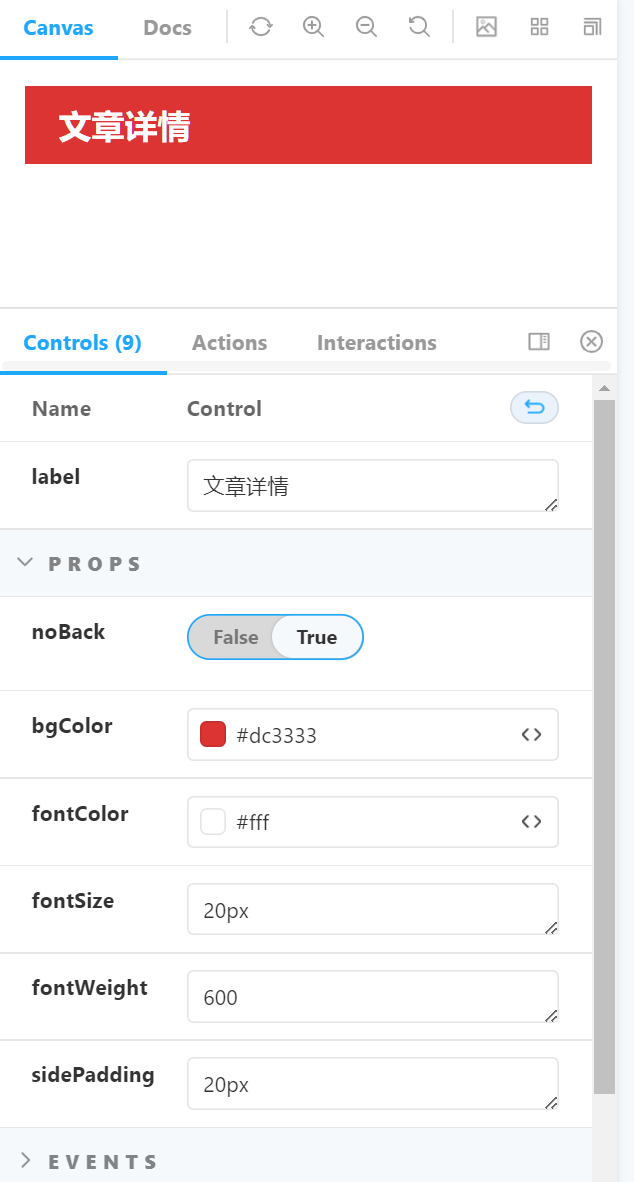 Canvas Docs
文章详情
Controls (9) Actions Interactions
Name Control
label 文章详情
PROPS
noBack False True
bgColor #dc3333
fontColor #fff
fontSize 20px
fontWeight 600
sidePadding 20px
EVENTS